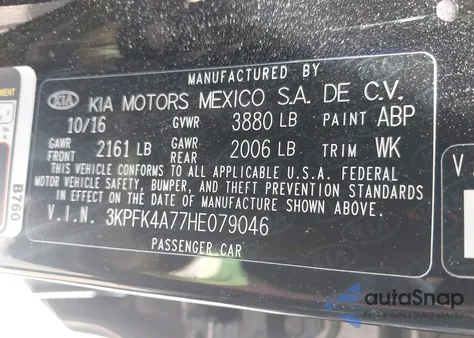 MANUFACTURED BY
KIA KIA MOTORS MEXICO S.A. DE C.V.
10/16 GVWR 3880 LB PAINT ABP
GAWR FRONT 2161 LB GAWR REAR 2006 LB TRIM WK
THIS VEHICLE CONFORMS TO ALL APPLICABLE U.S.A. FEDERAL
MOTOR VEHICLE SAFETY, BUMPER, AND THEFT PREVENTION STANDARDS
IN EFFECT ON THE DATE OF MANUFACTURE SHOWN ABOVE.
V.I.N. 3KPFK4A77HE079046
PASSENGER CAR
B760
V.
autoSnap